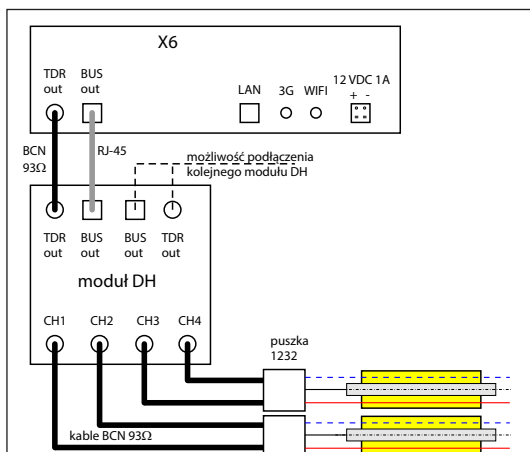 X6
TDR
out
BUS
out
LAN
3G
WIFI
12 VDC 1A
+ -
BCN
93Ω
RJ-45
możliwość podłączenia
kolejnego modułu DH
TDR
out
BUS
out
BUS
out
TDR
out
moduł DH
CH1
CH2
CH3
CH4
puszka
1232
kable BCN 93Ω